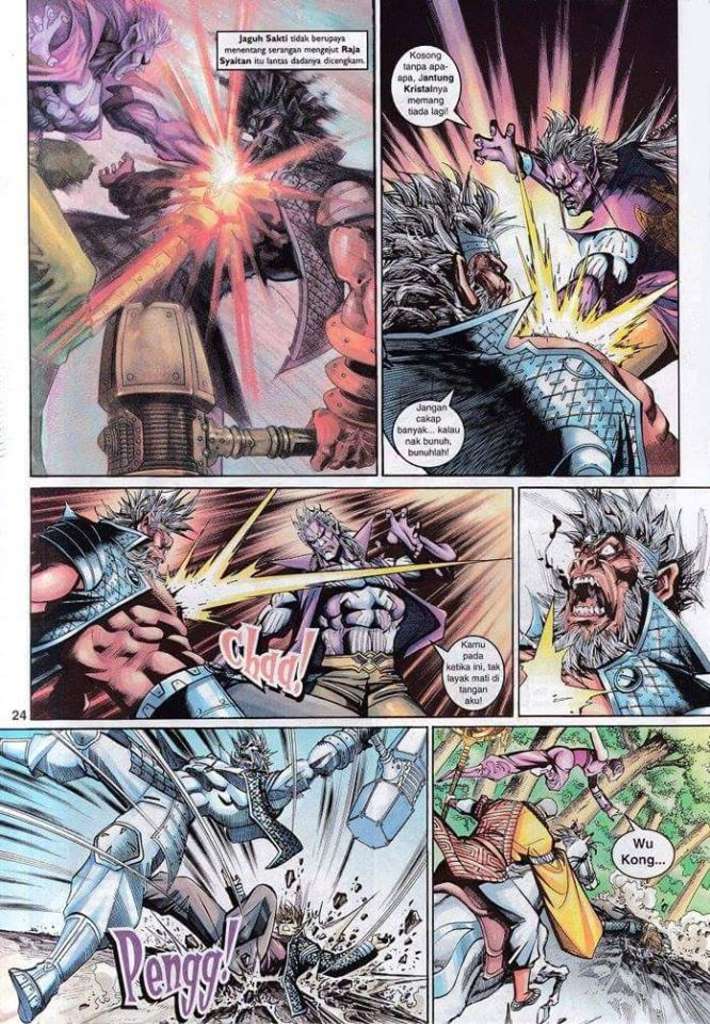 Jaguh Sakti tidak berupaya
menentang serangan mengejut Raja
Syaitan itu lantas dadanya dicengkam.
Kosong
tanpa apa-
apa, Jantung
Kristalnya
memang
tiada lagi!
Jangan
cakap
banyak... kalau
nak bunuh,
bunuhlah!
Chaa!
Kamu
pada
ketika ini, tak
layak mati di
tangan
aku!
24
Pengg!
Wu
Kong...